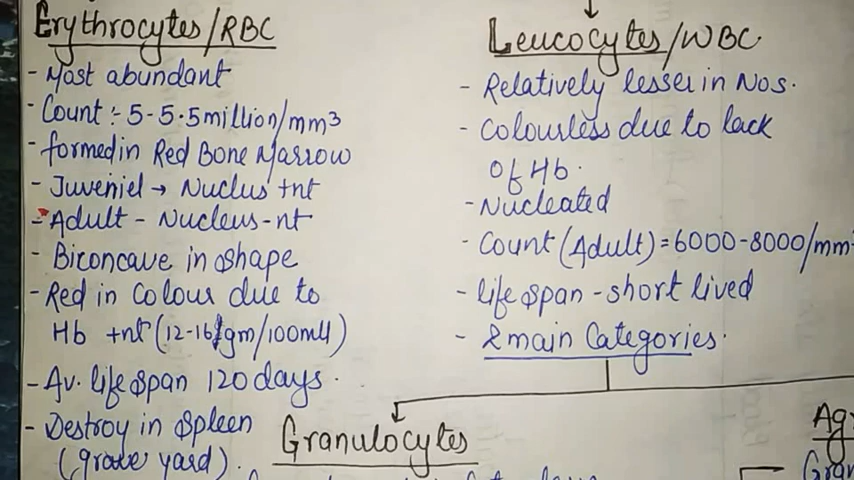 Erythrocytes/RBC
- Most abundant
- Count :- 5-5.5 million/mm³
- formed in Red Bone Marrow
- Juveniel → Nuclus +nt
- Adult - Nucleus -nt
- Biconcave in shape
- Red in Colour due to
Hb +nt (12-16 gm/100ml)
- Av. life span 120 days.
- Destroy in Spleen
(grave yard).
Leucocytes/WBC
- Relatively lesser in Nos.
- Colourless due to lack
of Hb.
- Nucleated
- Count (Adult) = 6000-8000/mm³
- life span - short lived
- 2 main Categories.
Granulocytes
Ag
Gran